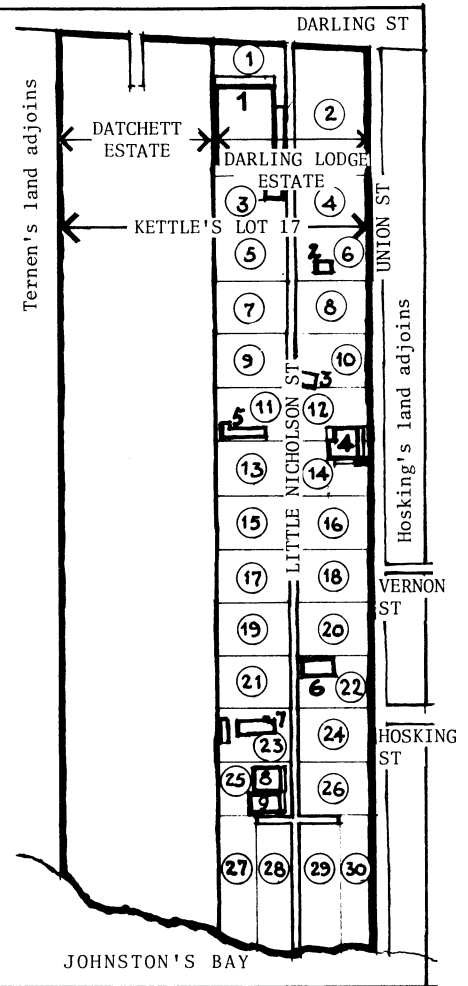 DARLING ST
1
1
2
DATCHETT
ESTATE
DARLING LODGE
ESTATE
3
4
KETTLE'S LOT 17
Ternen's land adjoins
UNION ST
5
2
6
7
8
9
10
3
LITTLE NICHOLSON ST
Hosking's land adjoins
5
11
12
4
13
14
15
16
17
18
VERNON
ST
19
20
21
6
22
7
23
24
HOSKING
ST
25
8
26
9
27
28
29
30
JOHNSTON'S BAY